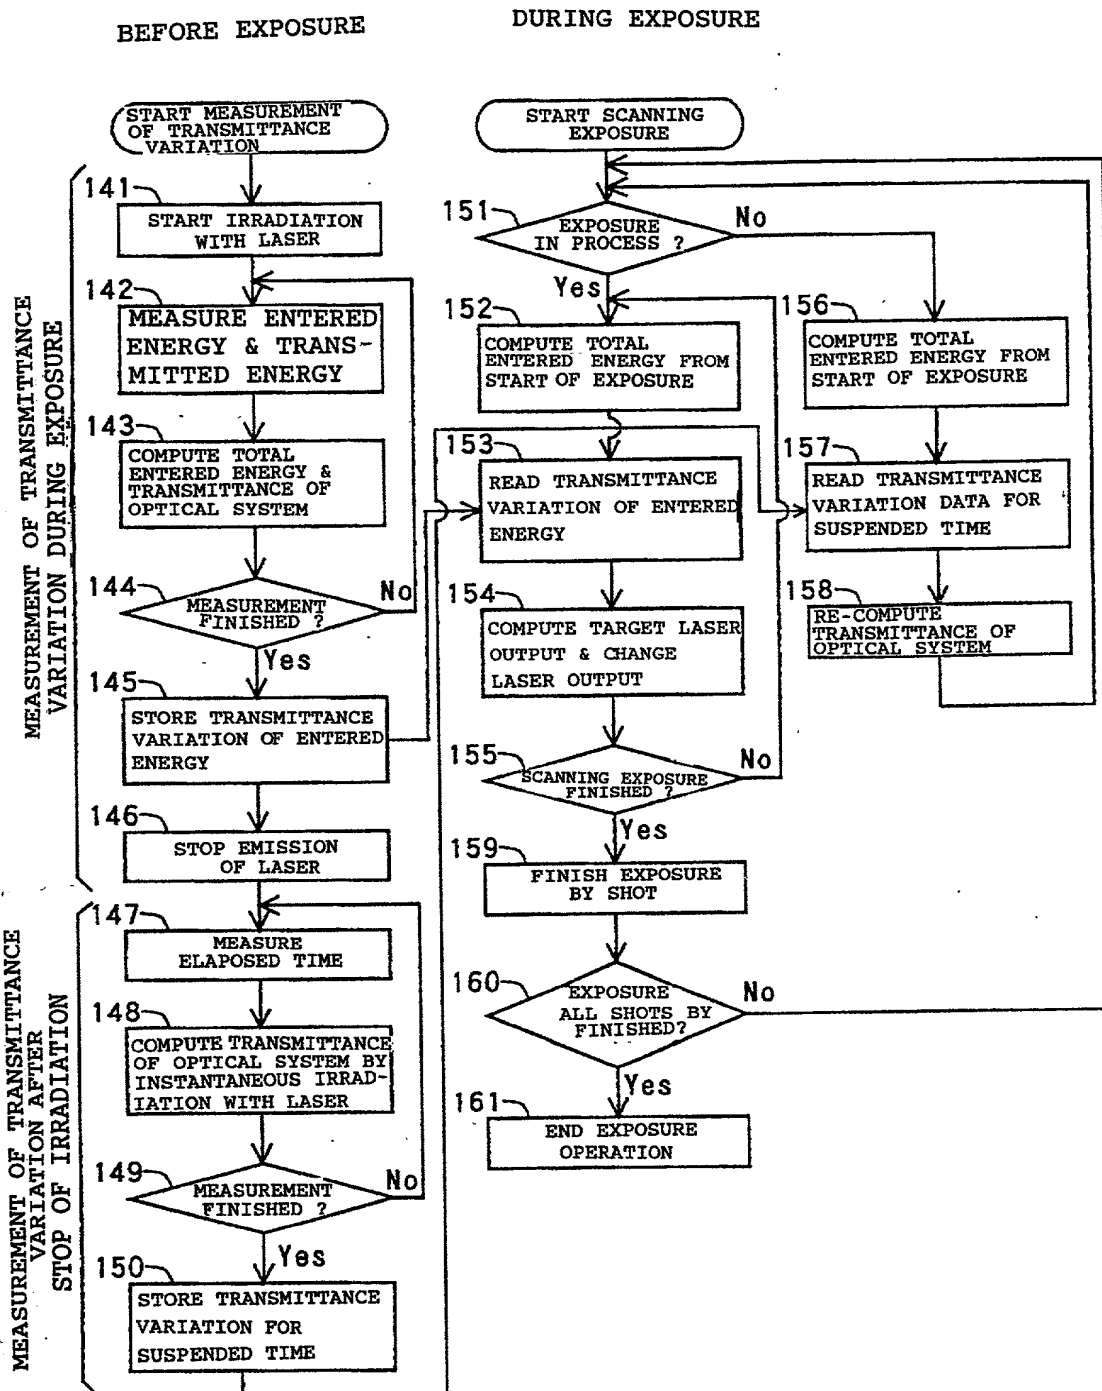 BEFORE EXPOSURE
START MEASUREMENT
OF TRANSMITTANCE
VARIATION
MEASUREMENT OF TRANSMITTANCE
VARIATION DURING EXPOSURE
141
START IRRADIATION
WITH LASER
142
MEASURE ENTERED
ENERGY & TRANS-
MITTED ENERGY
143
COMPUTE TOTAL
ENTERED ENERGY &
TRANSMITTANCE OF
OPTICAL SYSTEM
144
MEASUREMENT
FINISHED ?
No
Yes
145
STORE TRANSMITTANCE
VARIATION OF ENTERED
ENERGY
146
STOP EMISSION
OF LASER
MEASUREMENT OF TRANSMITTANCE
VARIATION AFTER
STOP OF IRRADIATION
147
MEASURE
ELAPOSED TIME
148
COMPUTE TRANSMITTANCE
OF OPTICAL SYSTEM BY
INSTANTANEOUS IRRAD-
IATION WITH LASER
149
MEASUREMENT
FINISHED ?
No
Yes
150
STORE TRANSMITTANCE
VARIATION FOR
SUSPENDED TIME
DURING EXPOSURE
START SCANNING
EXPOSURE
151
EXPOSURE
IN PROCESS ?
No
Yes
152
COMPUTE TOTAL
ENTERED ENERGY FROM
START OF EXPOSURE
153
READ TRANSMITTANCE
VARIATION OF ENTERED
ENERGY
154
COMPUTE TARGET LASER
OUTPUT & CHANGE
LASER OUTPUT
155
SCANNING EXPOSURE
FINISHED ?
No
Yes
156
COMPUTE TOTAL
ENTERED ENERGY FROM
START OF EXPOSURE
157
READ TRANSMITTANCE
VARIATION DATA FOR
SUSPENDED TIME
158
RE-COMPUTE
TRANSMITTANCE OF
OPTICAL SYSTEM
159
FINISH EXPOSURE
BY SHOT
160
EXPOSURE
ALL SHOTS BY
FINISHED?
No
Yes
161
END EXPOSURE
OPERATION